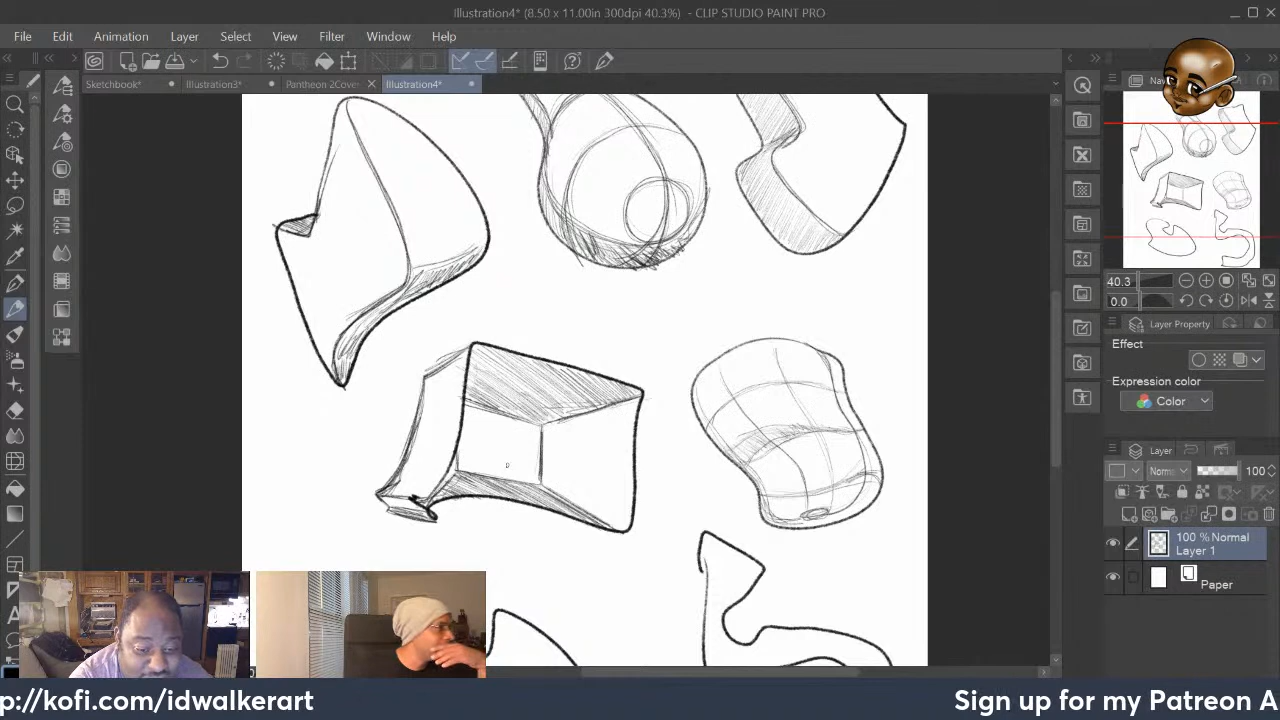 Illustration4* (8.50 x 11.00in 300dpi 40.3%) - CLIP STUDIO PAINT PRO
File Edit Animation Layer Select View Filter Window Help
Sketchbook* Illustration3* Pantheon 2Cover Illustration4*
40.3
0.0
Layer Property
Effect
Expression color
Color
Layer
100
100 % Normal
Layer 1
Paper
p://kofi.com/idwalkerart
Sign up for my Patreon A